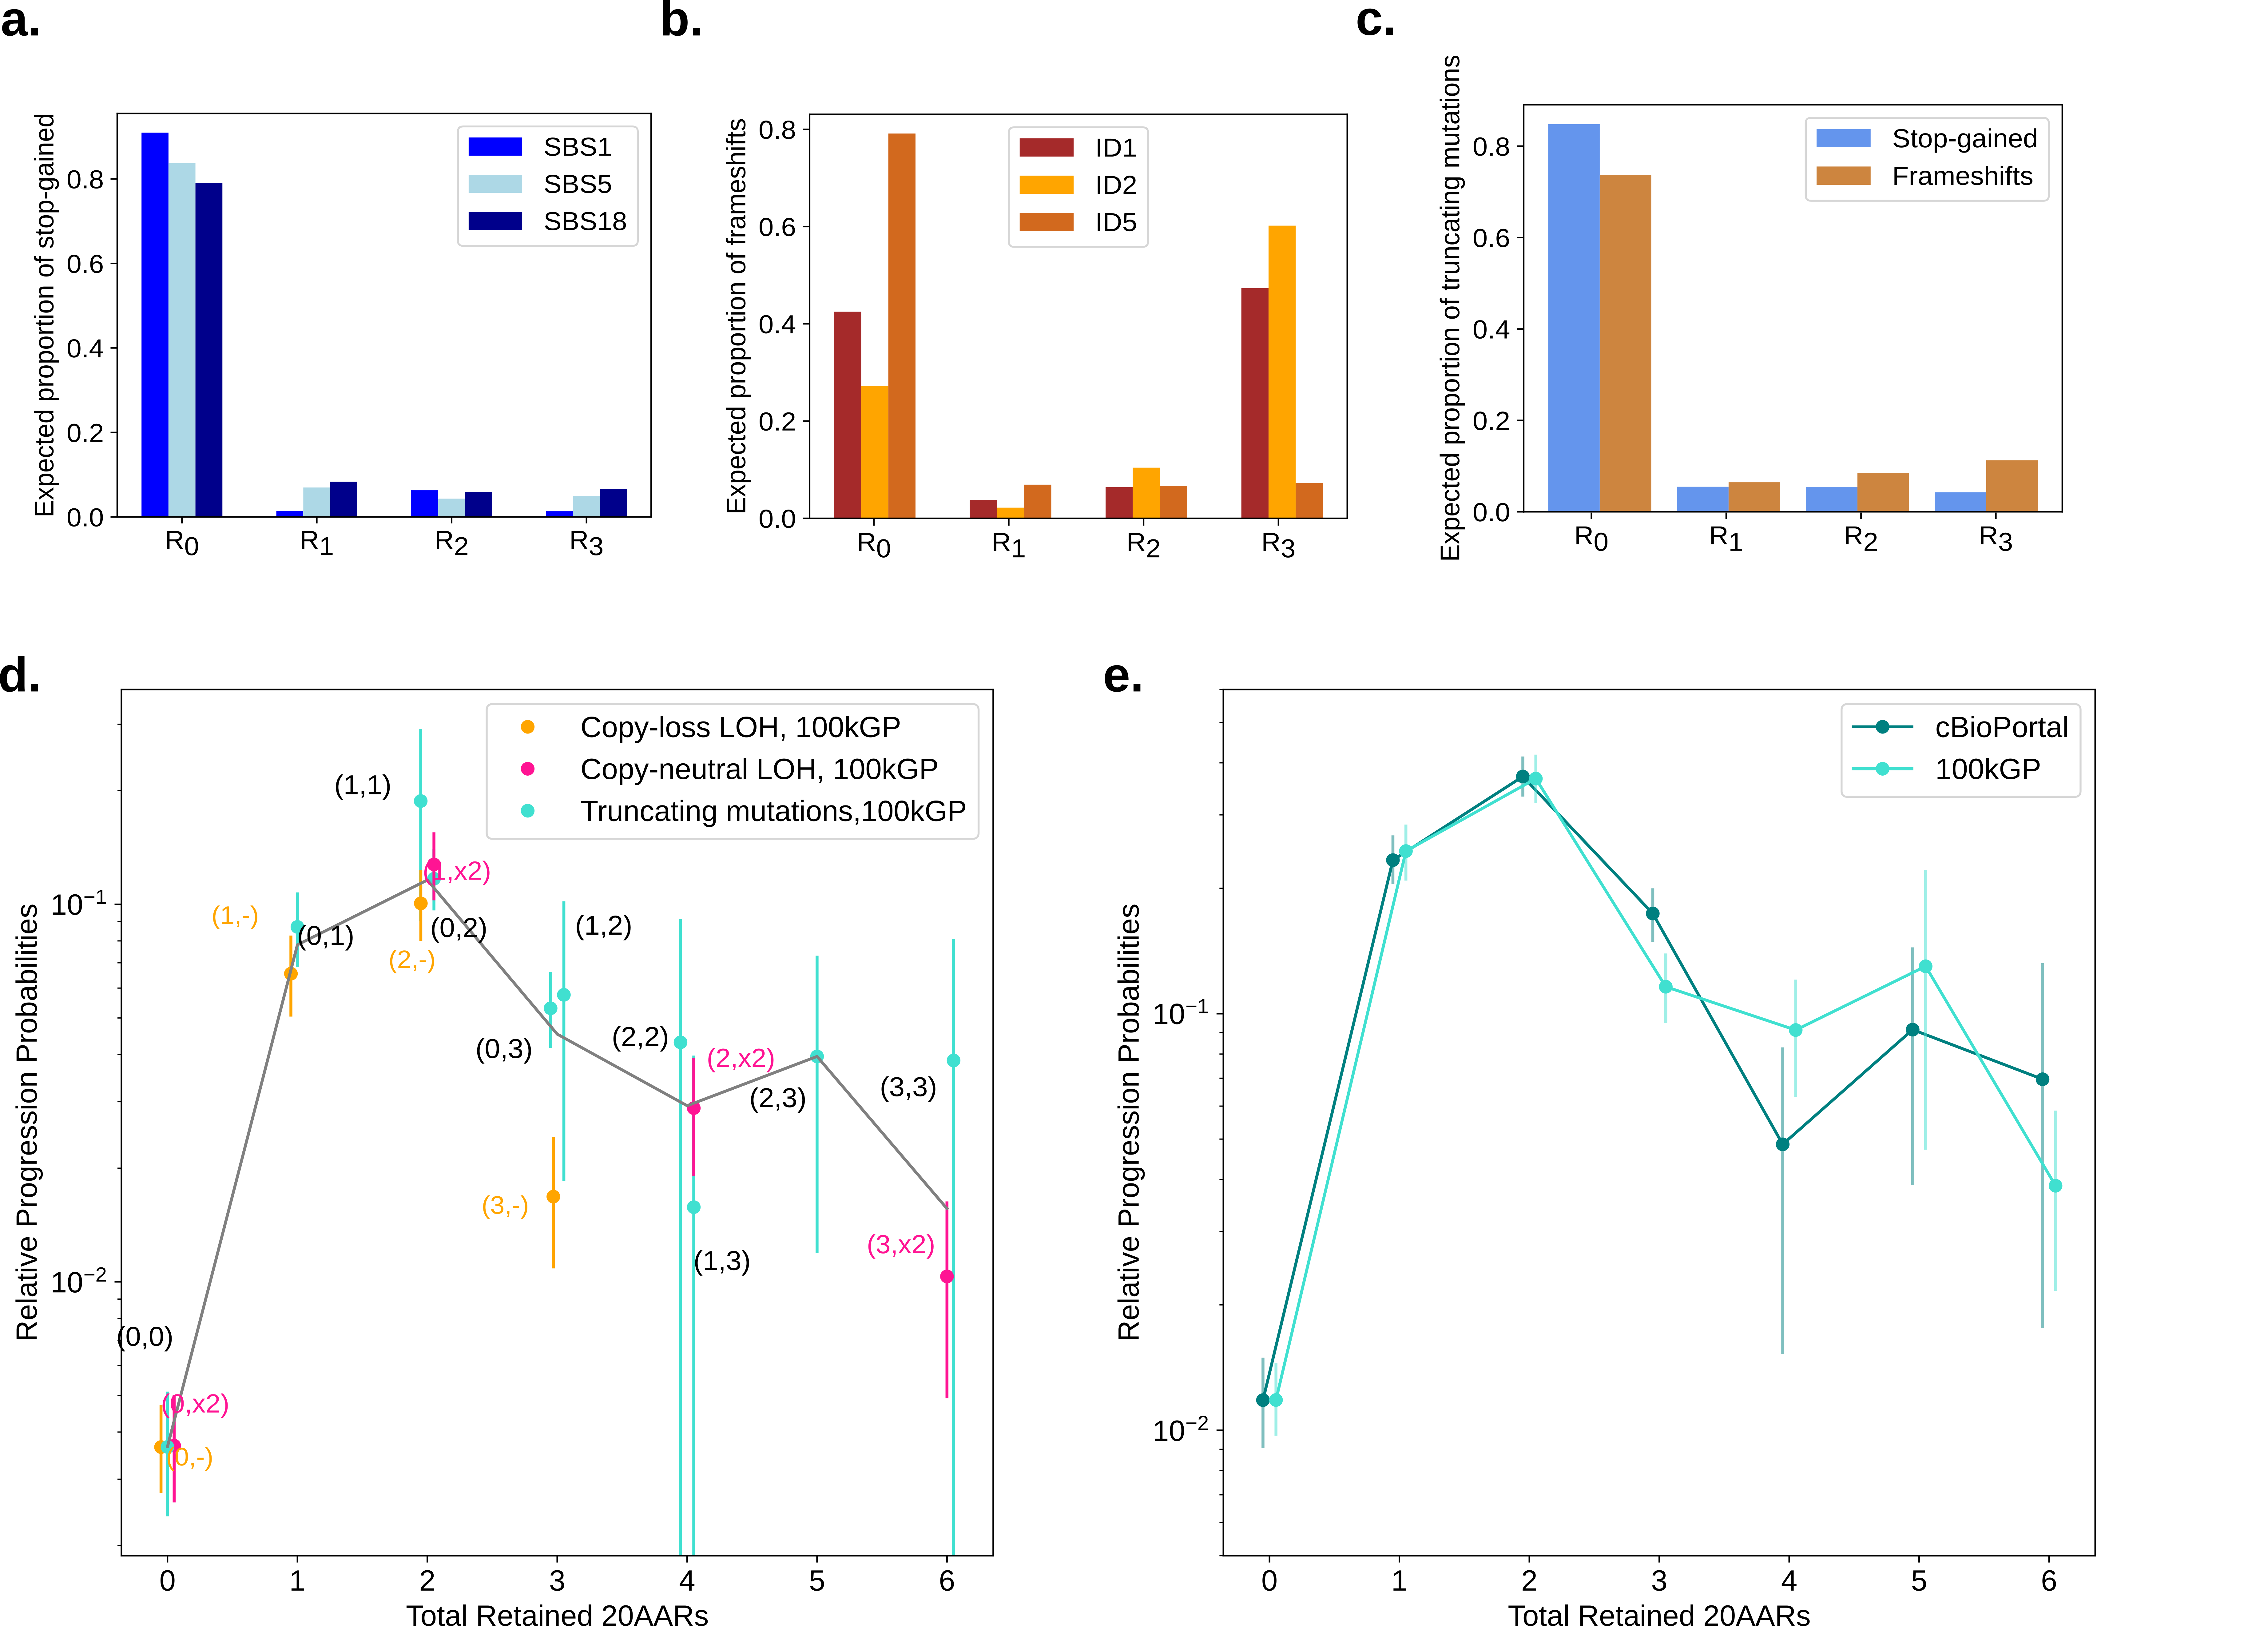 a.
Expected proportion of stop-gained
0.8
0.6
0.4
0.2
0.0
SBS1
SBS5
SBS18
R0
R1
R2
R3
b.
Expected proportion of frameshifts
0.8
0.6
0.4
0.2
0.0
ID1
ID2
ID5
R0
R1
R2
R3
c.
Expected proportion of truncating mutations
0.8
0.6
0.4
0.2
0.0
Stop-gained
Frameshifts
R0
R1
R2
R3
d.
Relative Progression Probabilities
10−1
10−2
Copy-loss LOH, 100kGP
Copy-neutral LOH, 100kGP
Truncating mutations,100kGP
(1,1)
(1,x2)
(1,-)
(0,1)
(0,2)
(2,-)
(1,2)
(0,3)
(2,2)
(2,x2)
(2,3)
(3,3)
(3,-)
(1,3)
(3,x2)
(0,0)
(0,x2)
(0,-)
0
1
2
3
4
5
6
Total Retained 20AARs
e.
Relative Progression Probabilities
10−1
10−2
cBioPortal
100kGP
0
1
2
3
4
5
6
Total Retained 20AARs